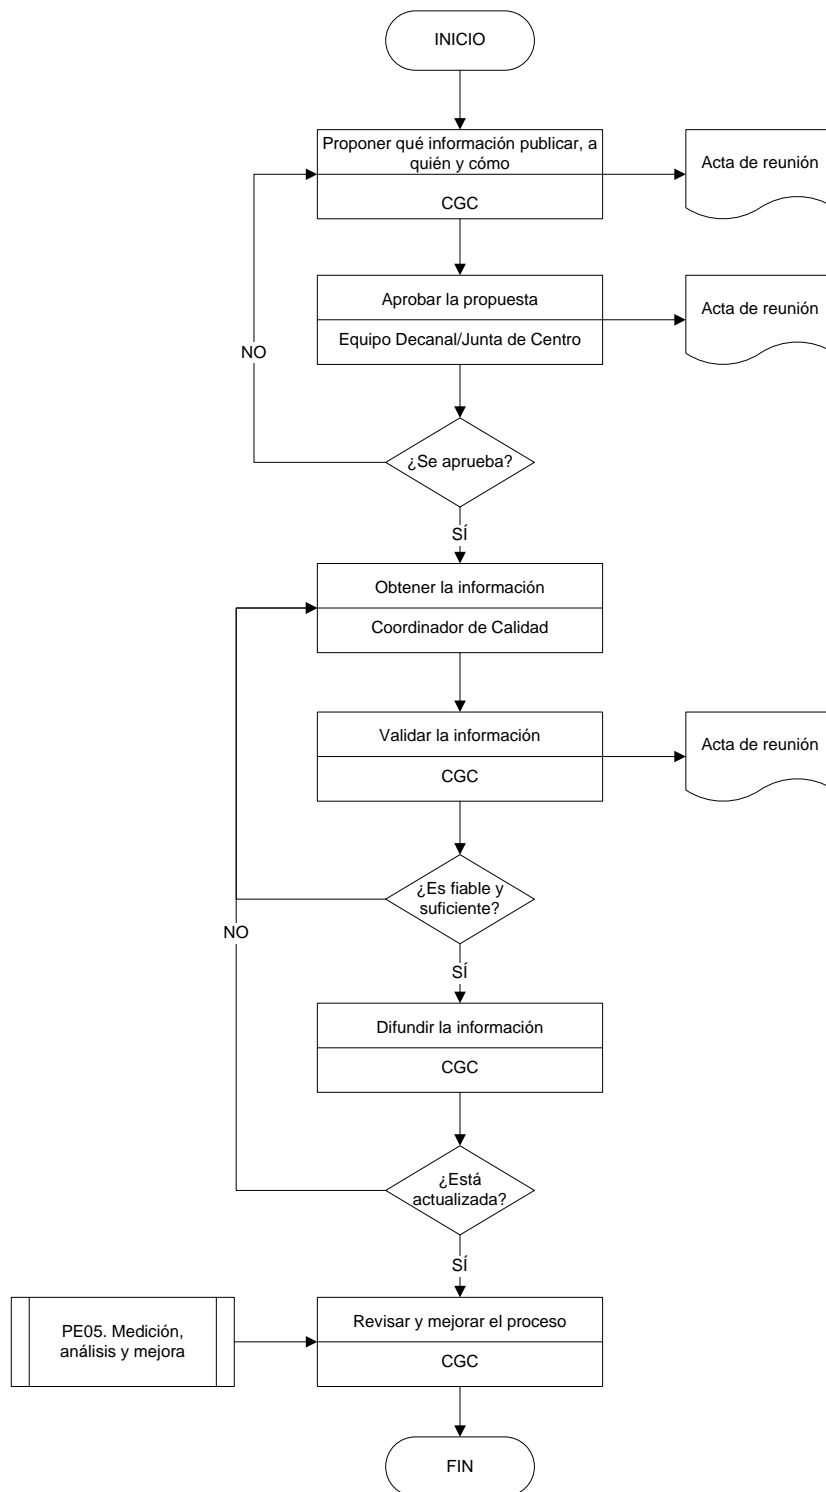 INICIO
Proponer qué información publicar, a
quién y cómo
CGC
Acta de reunión
Aprobar la propuesta
Equipo Decanal/Junta de Centro
Acta de reunión
NO
¿Se aprueba?
SÍ
Obtener la información
Coordinador de Calidad
Validar la información
CGC
Acta de reunión
¿Es fiable y
suficiente?
NO
SÍ
Difundir la información
CGC
¿Está
actualizada?
SÍ
PE05. Medición,
análisis y mejora
Revisar y mejorar el proceso
CGC
FIN